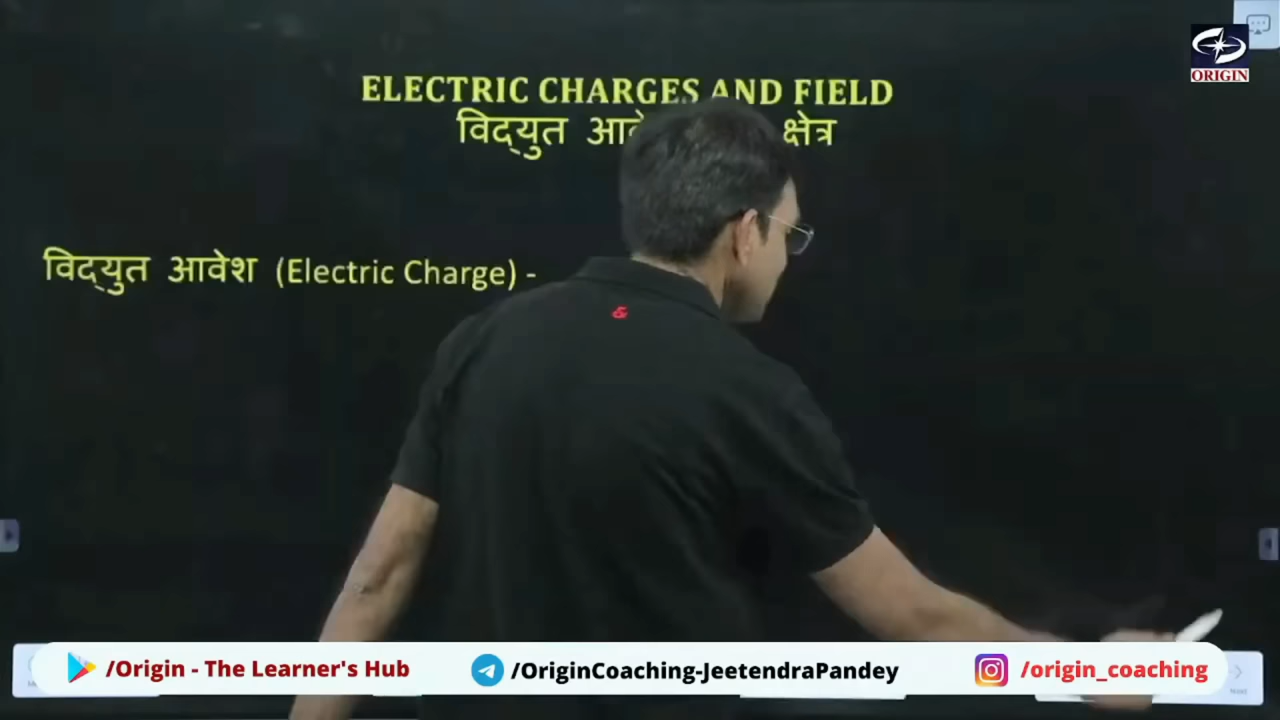 ORIGIN
ELECTRIC CHARGES AND FIELD
विद्युत क्षेत्र
विद्युत आवेश (Electric Charge) -
&
/Origin - The Learner's Hub
/OriginCoaching-JeetendraPandey
/origin_coaching